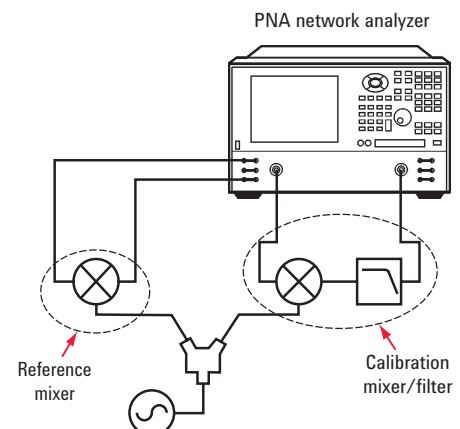 PNA network analyzer
Reference
mixer
Calibration
mixer/filter